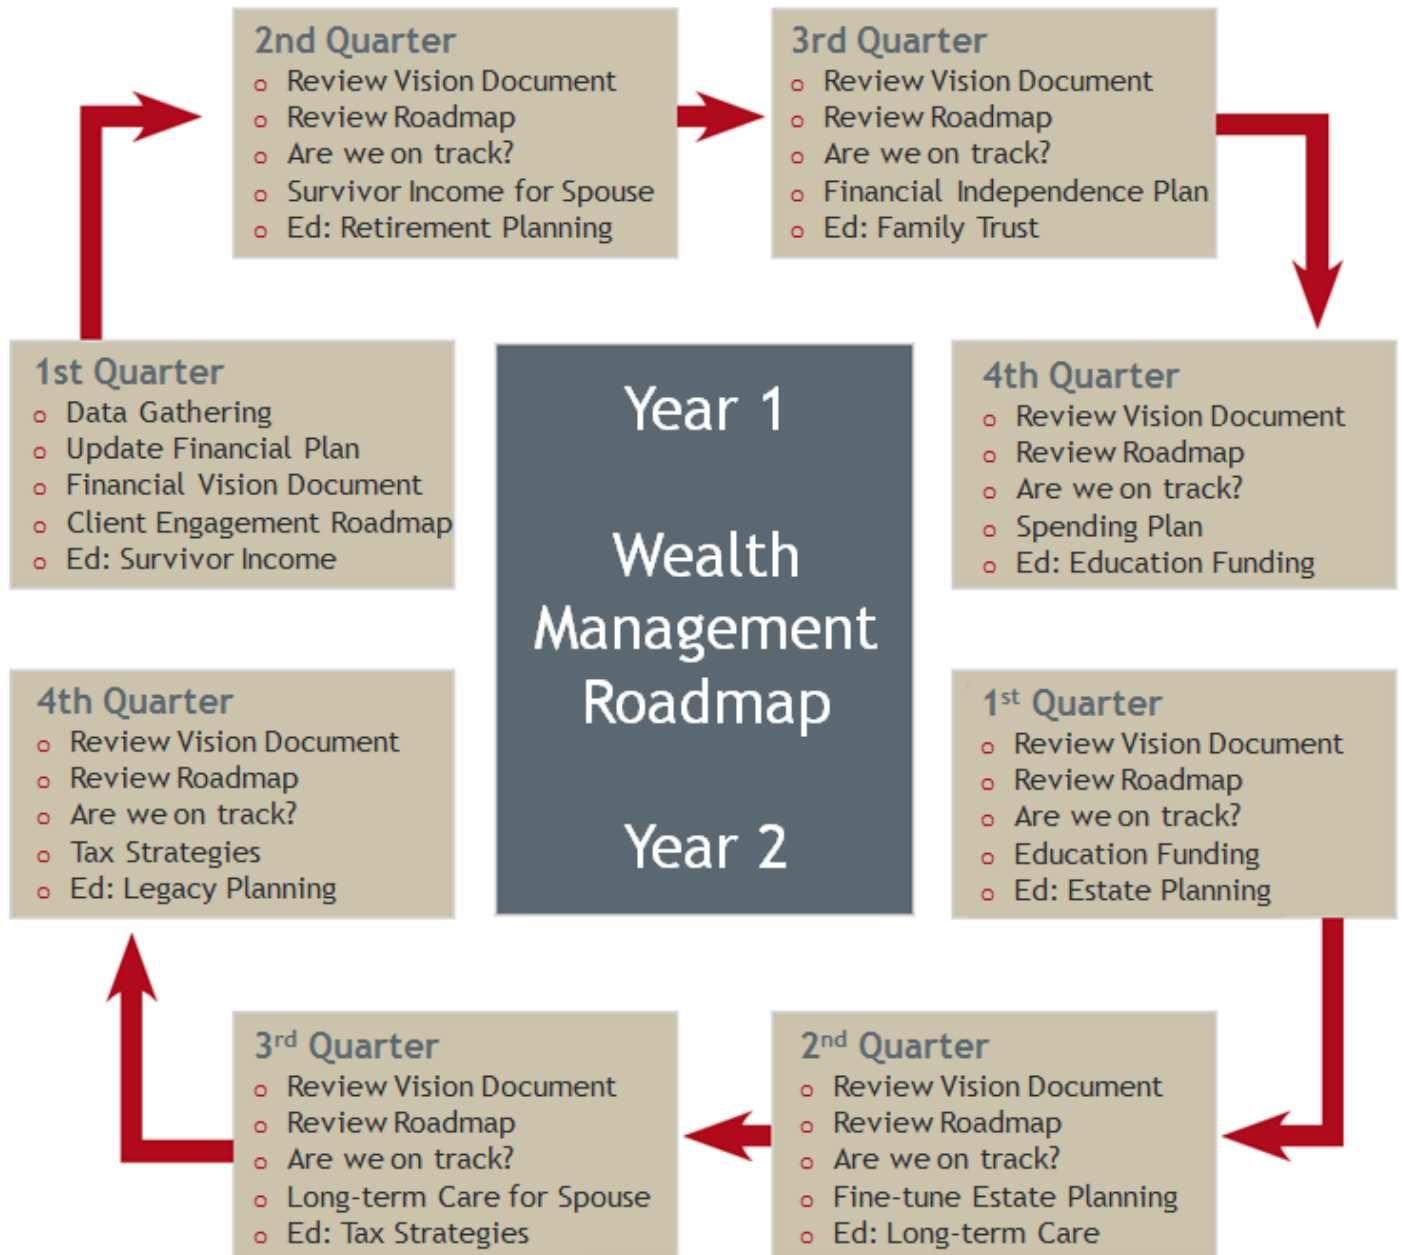 2nd Quarter
o Review Vision Document
o Review Roadmap
o Are we on track?
o Survivor Income for Spouse
o Ed: Retirement Planning
3rd Quarter
o Review Vision Document
o Review Roadmap
o Are we on track?
o Financial Independence Plan
o Ed: Family Trust
1st Quarter
o Data Gathering
o Update Financial Plan
o Financial Vision Document
o Client Engagement Roadmap
o Ed: Survivor Income
Year 1
Wealth
Management
Roadmap
Year 2
4th Quarter
o Review Vision Document
o Review Roadmap
o Are we on track?
o Spending Plan
o Ed: Education Funding
4th Quarter
o Review Vision Document
o Review Roadmap
o Are we on track?
o Tax Strategies
o Ed: Legacy Planning
1st Quarter
o Review Vision Document
o Review Roadmap
o Are we on track?
o Education Funding
o Ed: Estate Planning
3rd Quarter
o Review Vision Document
o Review Roadmap
o Are we on track?
o Long-term Care for Spouse
o Ed: Tax Strategies
2nd Quarter
o Review Vision Document
o Review Roadmap
o Are we on track?
o Fine-tune Estate Planning
o Ed: Long-term Care